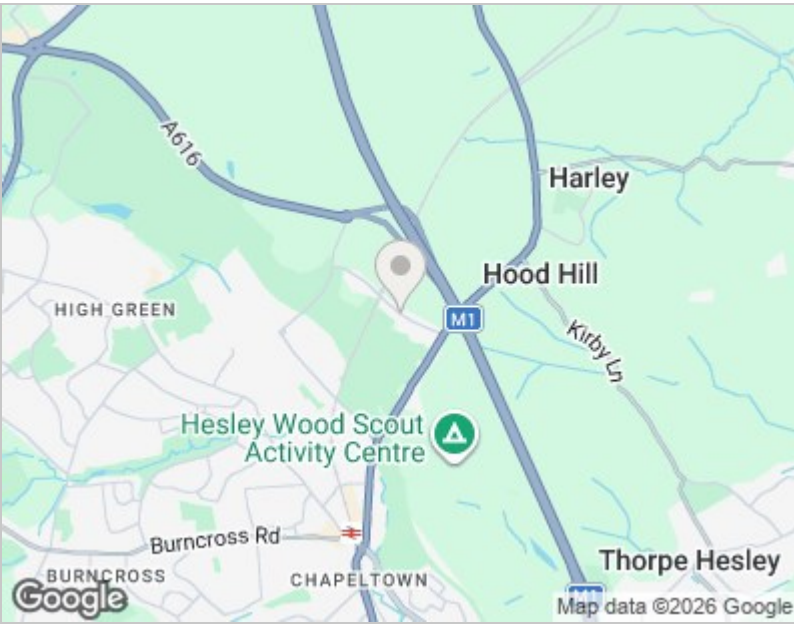 A616
Harley
Hood Hill
HIGH GREEN
M1
Kirby Ln
Hesley Wood Scout
Activity Centre
Burncross Rd
Thorpe Hesley
BURNCROSS
CHAPELTOWN
M1
Google
Map data ©2026 Google